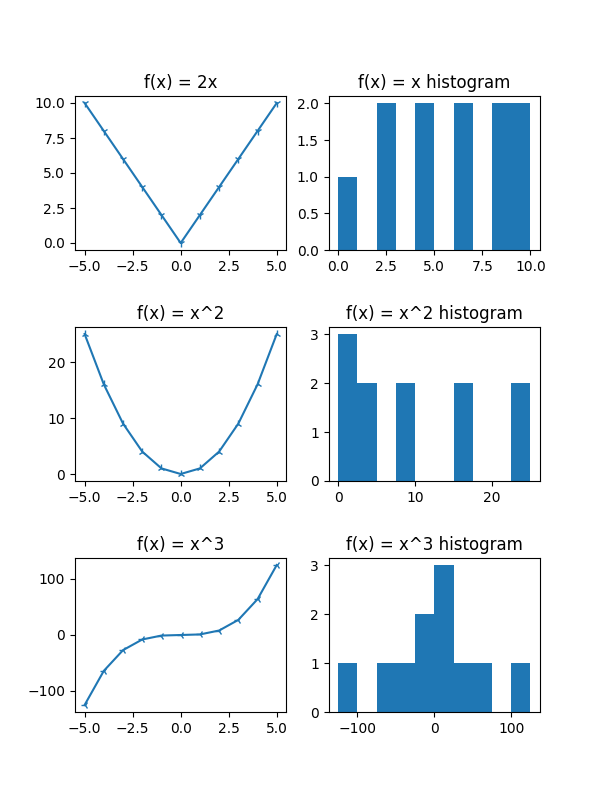 f(x) = 2x
10.0
7.5
5.0
2.5
0.0
−5.0 −2.5 0.0 2.5 5.0
f(x) = x histogram
2.0
1.5
1.0
0.5
0.0
0.0 2.5 5.0 7.5 10.0
f(x) = x^2
20
10
0
−5.0 −2.5 0.0 2.5 5.0
f(x) = x^2 histogram
3
2
1
0
0 10 20
f(x) = x^3
100
0
−100
−5.0 −2.5 0.0 2.5 5.0
f(x) = x^3 histogram
3
2
1
0
−100 0 100